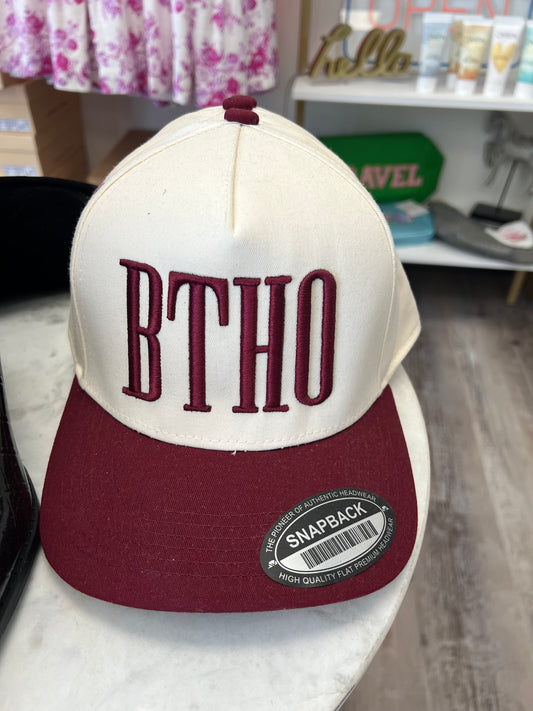 OPEN
hello
AVEL
BTHO
THE PIONEER OF AUTHENTIC HEADWEAR
SNAPBACK
HIGH QUALITY FLAT PREMIUM HEADWEAR